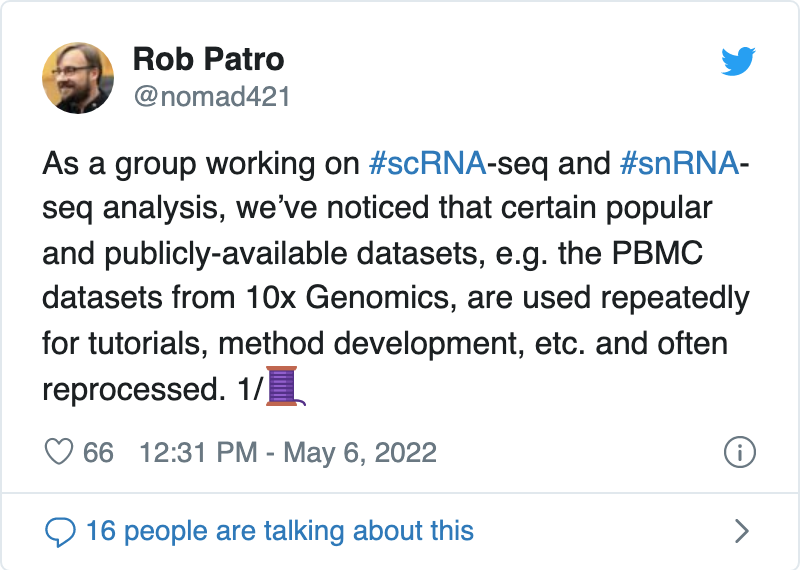 Rob Patro
@nomad421
As a group working on #scRNA-seq and #snRNA-
seq analysis, we’ve noticed that certain popular
and publicly-available datasets, e.g. the PBMC
datasets from 10x Genomics, are used repeatedly
for tutorials, method development, etc. and often
reprocessed. 1/🧵
66 12:31 PM - May 6, 2022
16 people are talking about this